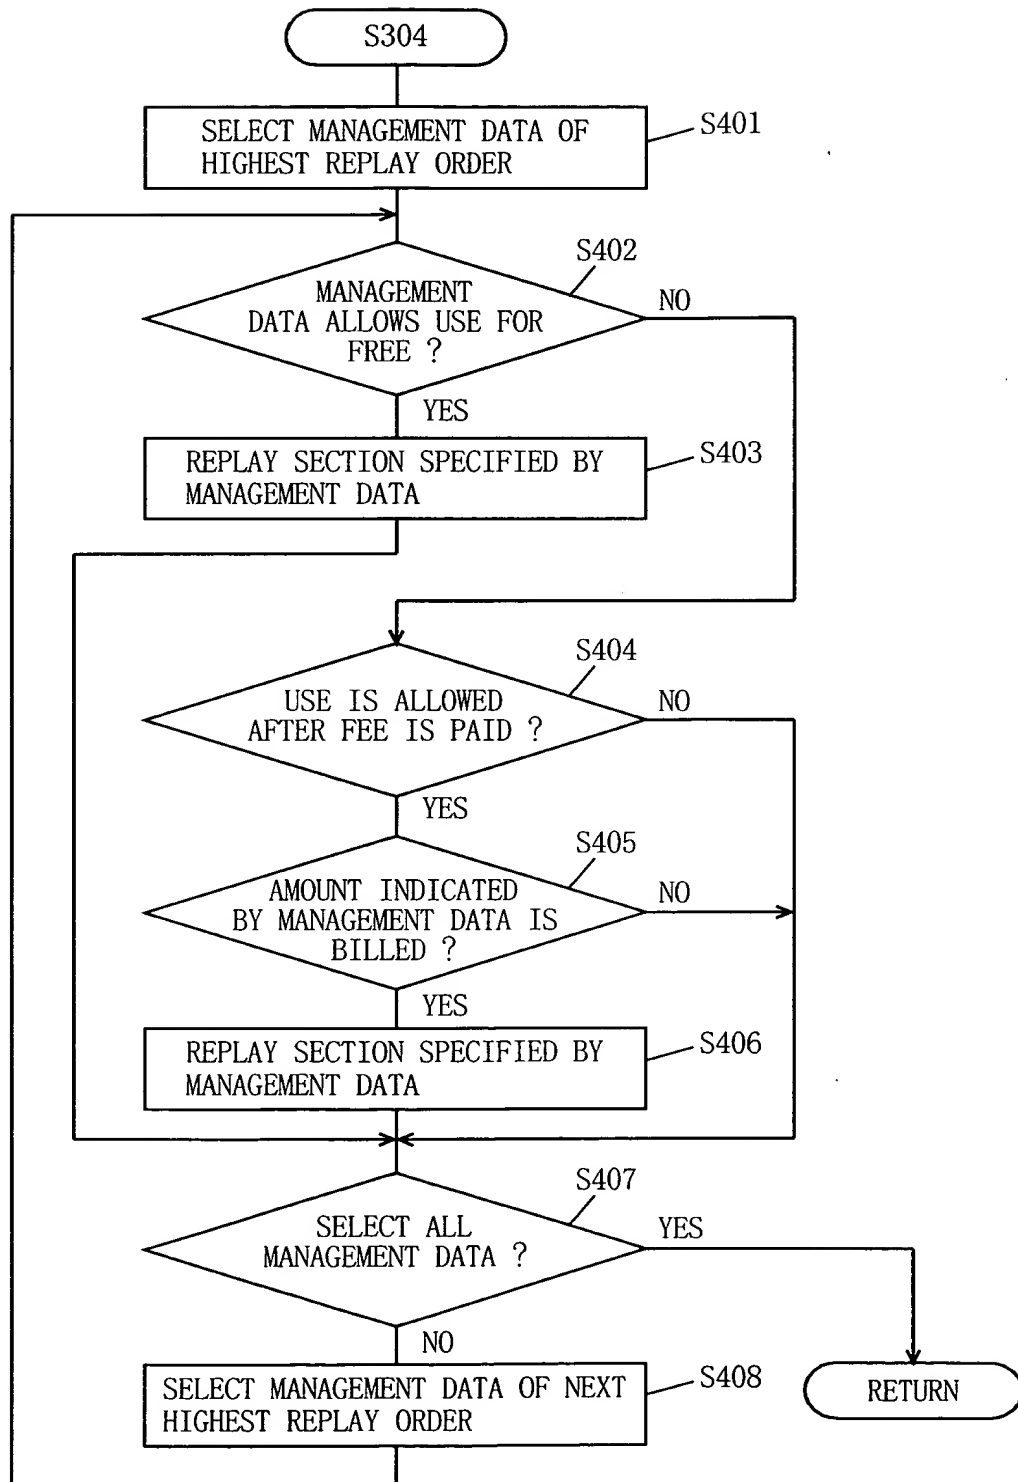 S304
SELECT MANAGEMENT DATA OF
HIGHEST REPLAY ORDER
S401
S402
MANAGEMENT
DATA ALLOWS USE FOR
FREE ?
NO
YES
REPLAY SECTION SPECIFIED BY
MANAGEMENT DATA
S403
S404
USE IS ALLOWED
AFTER FEE IS PAID ?
NO
YES
S405
AMOUNT INDICATED
BY MANAGEMENT DATA IS
BILLED ?
NO
YES
REPLAY SECTION SPECIFIED BY
MANAGEMENT DATA
S406
S407
SELECT ALL
MANAGEMENT DATA ?
YES
NO
SELECT MANAGEMENT DATA OF NEXT
HIGHEST REPLAY ORDER
S408
RETURN